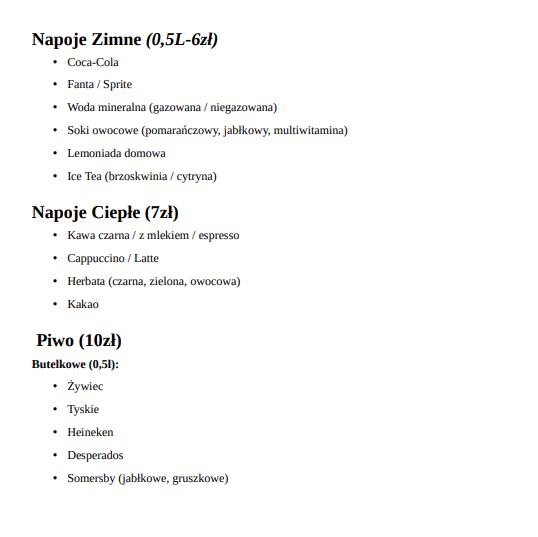 Napoje Zimne (0,5L-6zł)
• Coca-Cola
• Fanta / Sprite
• Woda mineralna (gazowana / niegazowana)
• Soki owocowe (pomarańczowy, jabłkowy, multiwitamina)
• Lemoniada domowa
• Ice Tea (brzoskwinia / cytryna)
Napoje Ciepłe (7zł)
• Kawa czarna / z mlekiem / espresso
• Cappuccino / Latte
• Herbata (czarna, zielona, owocowa)
• Kakao
Piwo (10zł)
Butelkowe (0,5l):
• Żywiec
• Tyskie
• Heineken
• Desperados
• Somersby (jabłkowe, gruszkowe)